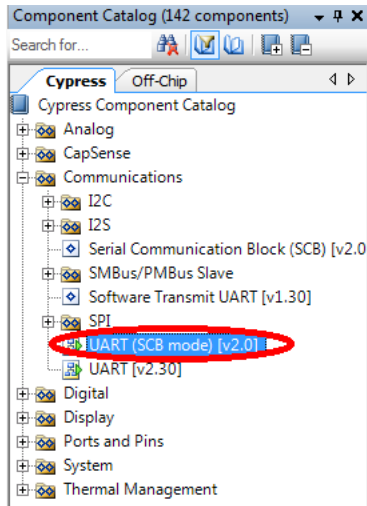 Component Catalog (142 components)
Search for...
Cypress Off-Chip
Cypress Component Catalog
Analog
CapSense
Communications
I2C
I2S
Serial Communication Block (SCB) [v2.0
SMBus/PMBus Slave
Software Transmit UART [v1.30]
SPI
UART (SCB mode) [v2.0]
UART [v2.30]
Digital
Display
Ports and Pins
System
Thermal Management